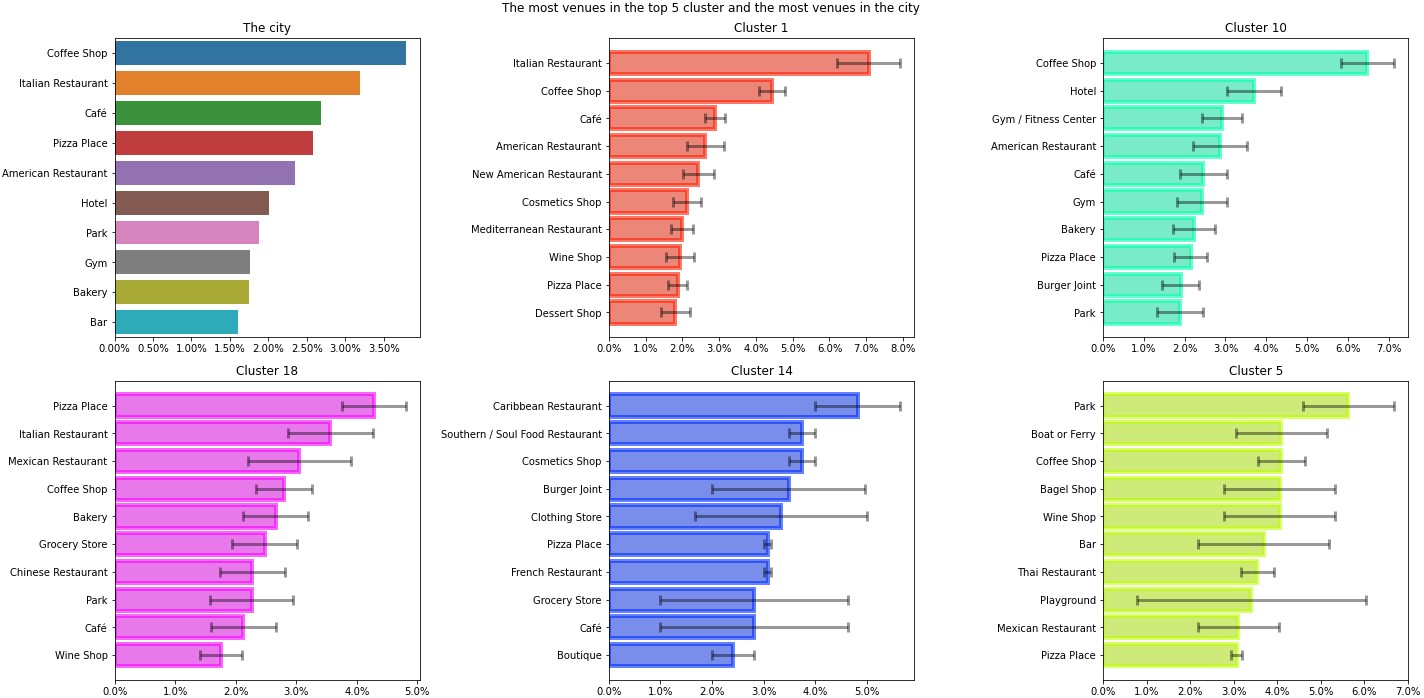 The most venues in the top 5 cluster and the most venues in the city
The city
Coffee Shop
Italian Restaurant
Café
Pizza Place
American Restaurant
Hotel
Park
Gym
Bakery
Bar
0.00% 0.50% 1.00% 1.50% 2.00% 2.50% 3.00% 3.50%
Cluster 1
Italian Restaurant
Coffee Shop
Café
American Restaurant
New American Restaurant
Cosmetics Shop
Mediterranean Restaurant
Wine Shop
Pizza Place
Dessert Shop
0.0% 1.0% 2.0% 3.0% 4.0% 5.0% 6.0% 7.0% 8.0%
Cluster 10
Coffee Shop
Hotel
Gym / Fitness Center
American Restaurant
Café
Gym
Bakery
Pizza Place
Burger Joint
Park
0.0% 1.0% 2.0% 3.0% 4.0% 5.0% 6.0% 7.0%
Cluster 18
Pizza Place
Italian Restaurant
Mexican Restaurant
Coffee Shop
Bakery
Grocery Store
Chinese Restaurant
Park
Café
Wine Shop
0.0% 1.0% 2.0% 3.0% 4.0% 5.0%
Cluster 14
Caribbean Restaurant
Southern / Soul Food Restaurant
Cosmetics Shop
Burger Joint
Clothing Store
Pizza Place
French Restaurant
Grocery Store
Café
Boutique
0.0% 1.0% 2.0% 3.0% 4.0% 5.0%
Cluster 5
Park
Boat or Ferry
Coffee Shop
Bagel Shop
Wine Shop
Bar
Thai Restaurant
Playground
Mexican Restaurant
Pizza Place
0.0% 1.0% 2.0% 3.0% 4.0% 5.0% 6.0% 7.0%